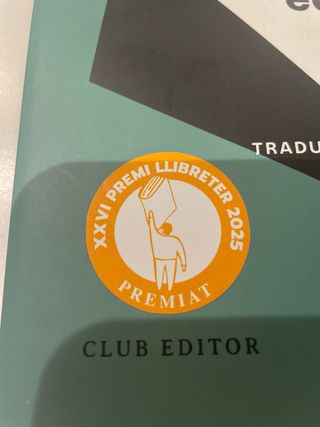 TRADU
XXVI PREMI LLIBRETER 2025
PREMIAT
CLUB EDITOR